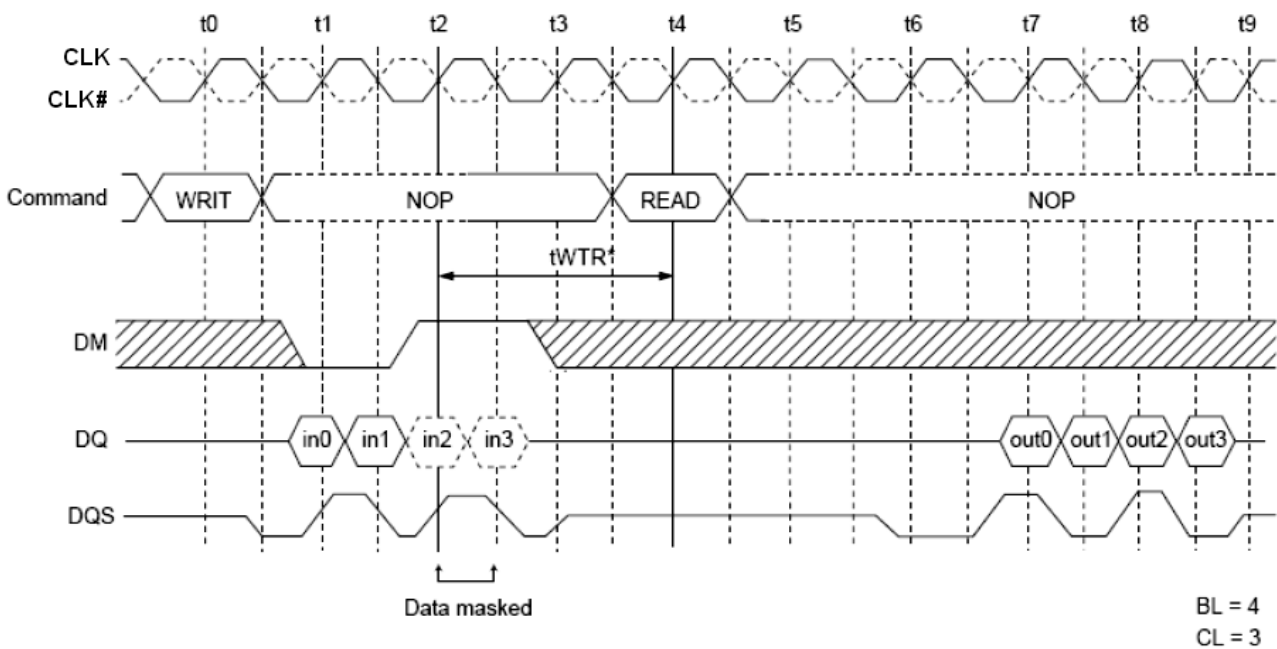 t0 t1 t2 t3 t4 t5 t6 t7 t8 t9
CLK
CLK#
Command WRIT NOP READ NOP
tWTR*
DM
DQ in0 in1 in2 in3 out0 out1 out2 out3
DQS
Data masked
BL = 4
CL = 3